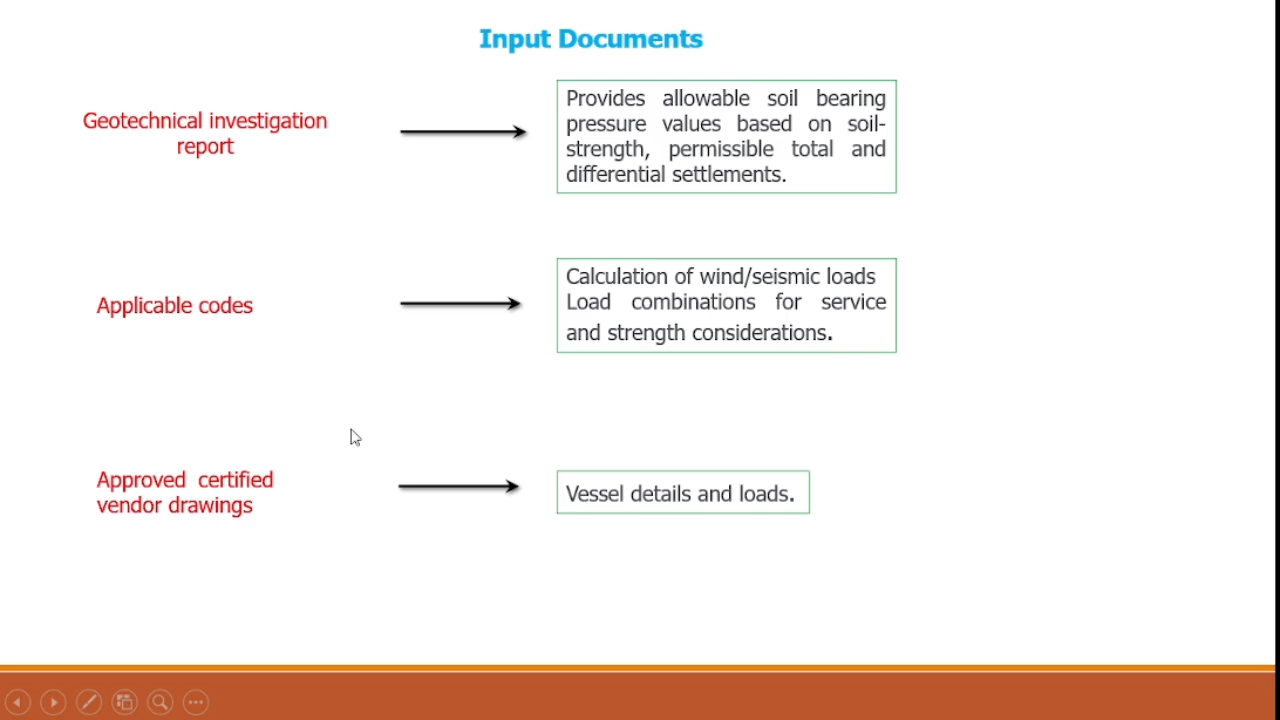 Input Documents
Geotechnical investigation
report
Provides allowable soil bearing
pressure values based on soil-
strength, permissible total and
differential settlements.
Applicable codes
Calculation of wind/seismic loads
Load combinations for service
and strength considerations.
Approved certified
vendor drawings
Vessel details and loads.